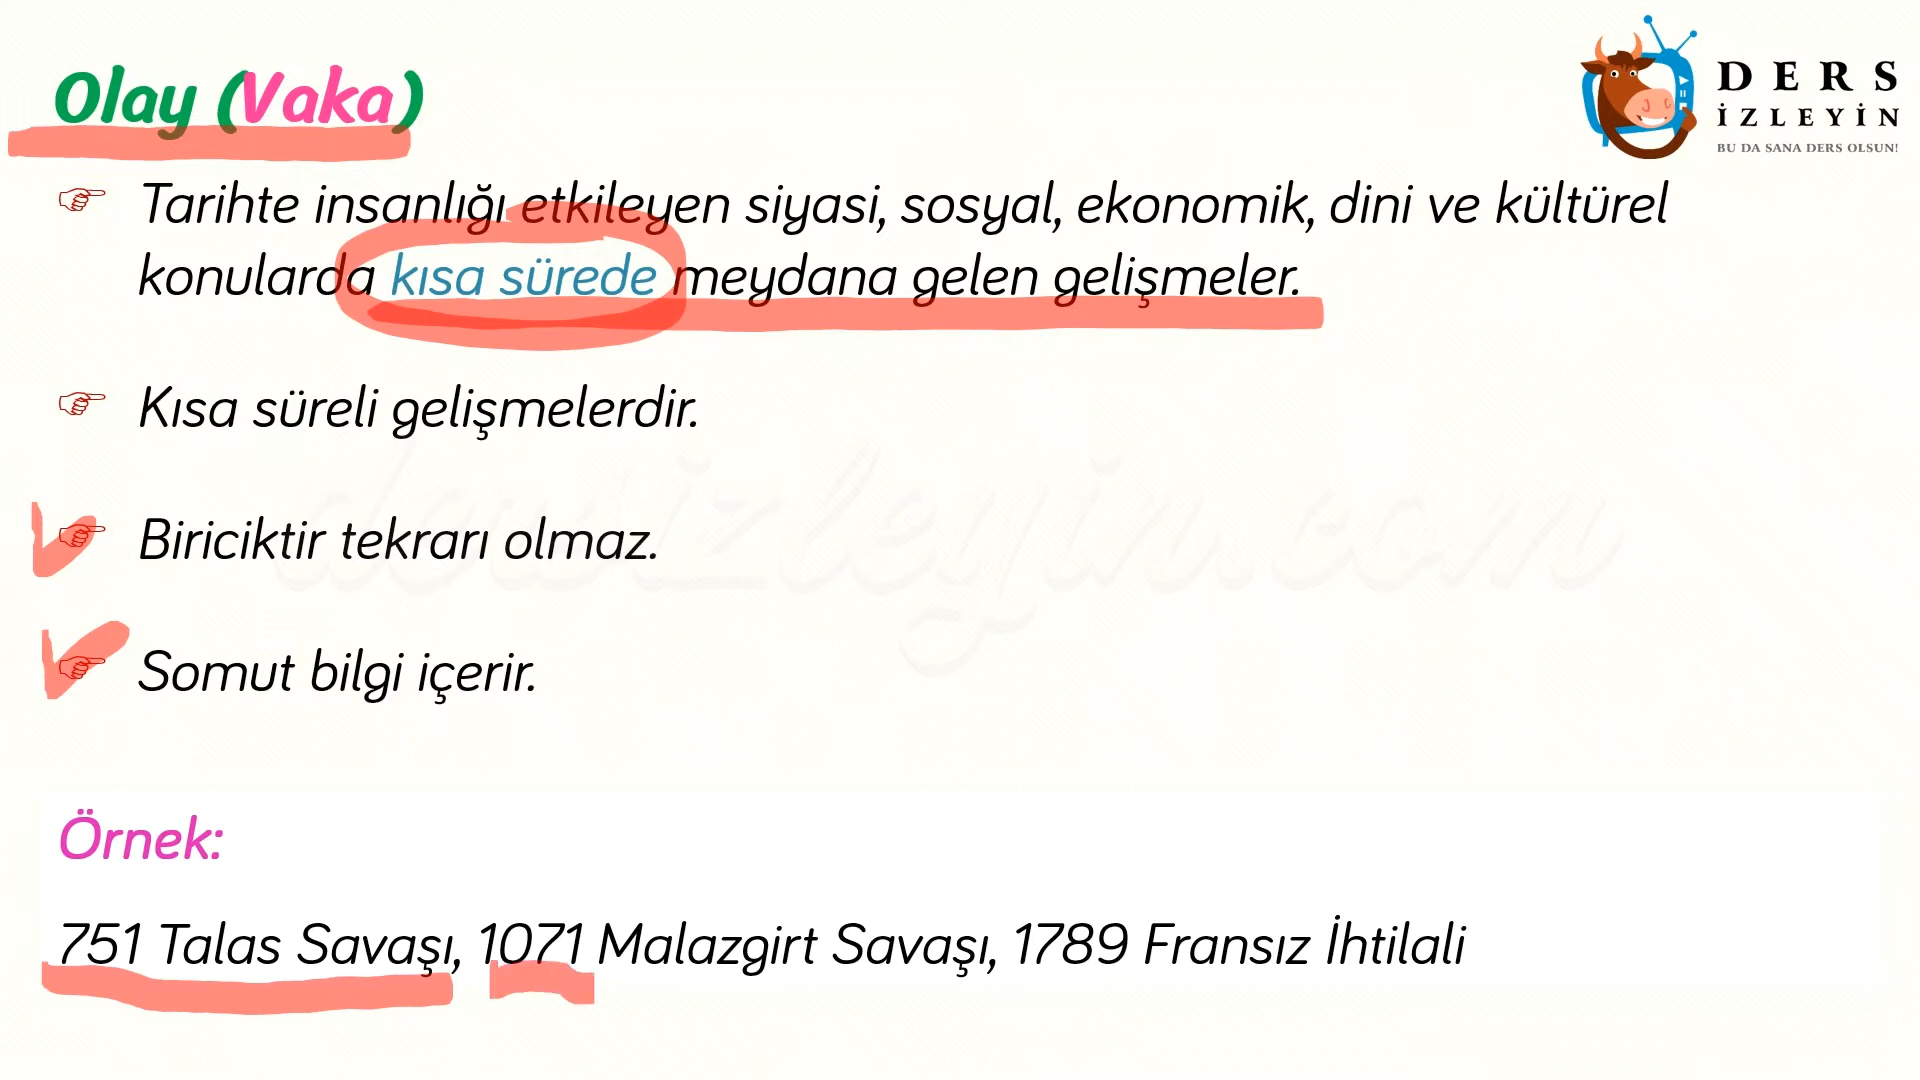 Olay (Vaka)
DERS
İZLEYİN
BU DA SANA DERS OLSUN!
Tarihte insanlığı etkileyen siyasi, sosyal, ekonomik, dini ve kültürel
konularda kısa sürede meydana gelen gelişmeler.
Kısa süreli gelişmelerdir.
Biriciktir tekrarı olmaz.
dersizleyin.com
Somut bilgi içerir.
Örnek:
751 Talas Savaşı, 1071 Malazgirt Savaşı, 1789 Fransız İhtilali